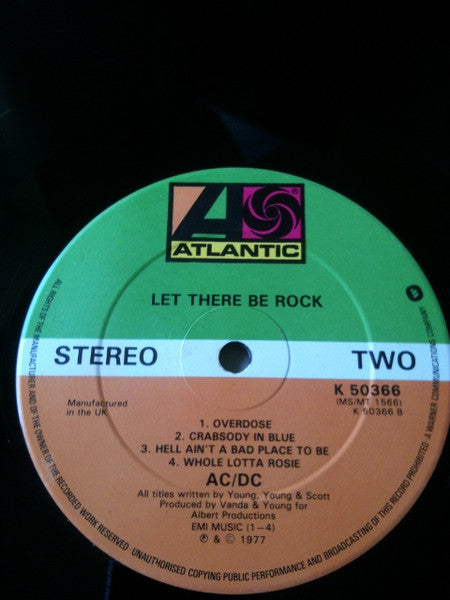 ATLANTIC
LET THERE BE ROCK
STEREO TWO
K 50366
(MS/MT 1566)
K 50366 B
Manufactured
in the UK
1. OVERDOSE
2. CRABSODY IN BLUE
3. HELL AIN'T A BAD PLACE TO BE
4. WHOLE LOTTA ROSIE
AC/DC
All titles written by Young, Young & Scott
Produced by Vanda & Young for
Albert Productions
EMI MUSIC (1-4)
℗ & © 1977
ALL RIGHTS OF THE MANUFACTURER AND OF THE OWNER OF THE RECORDED WORK RESERVED. UNAUTHORISED COPYING PUBLIC PERFORMANCE AND BROADCASTING OF THIS RECORD PROHIBITED · A WARNER COMMUNICATIONS COMPANY